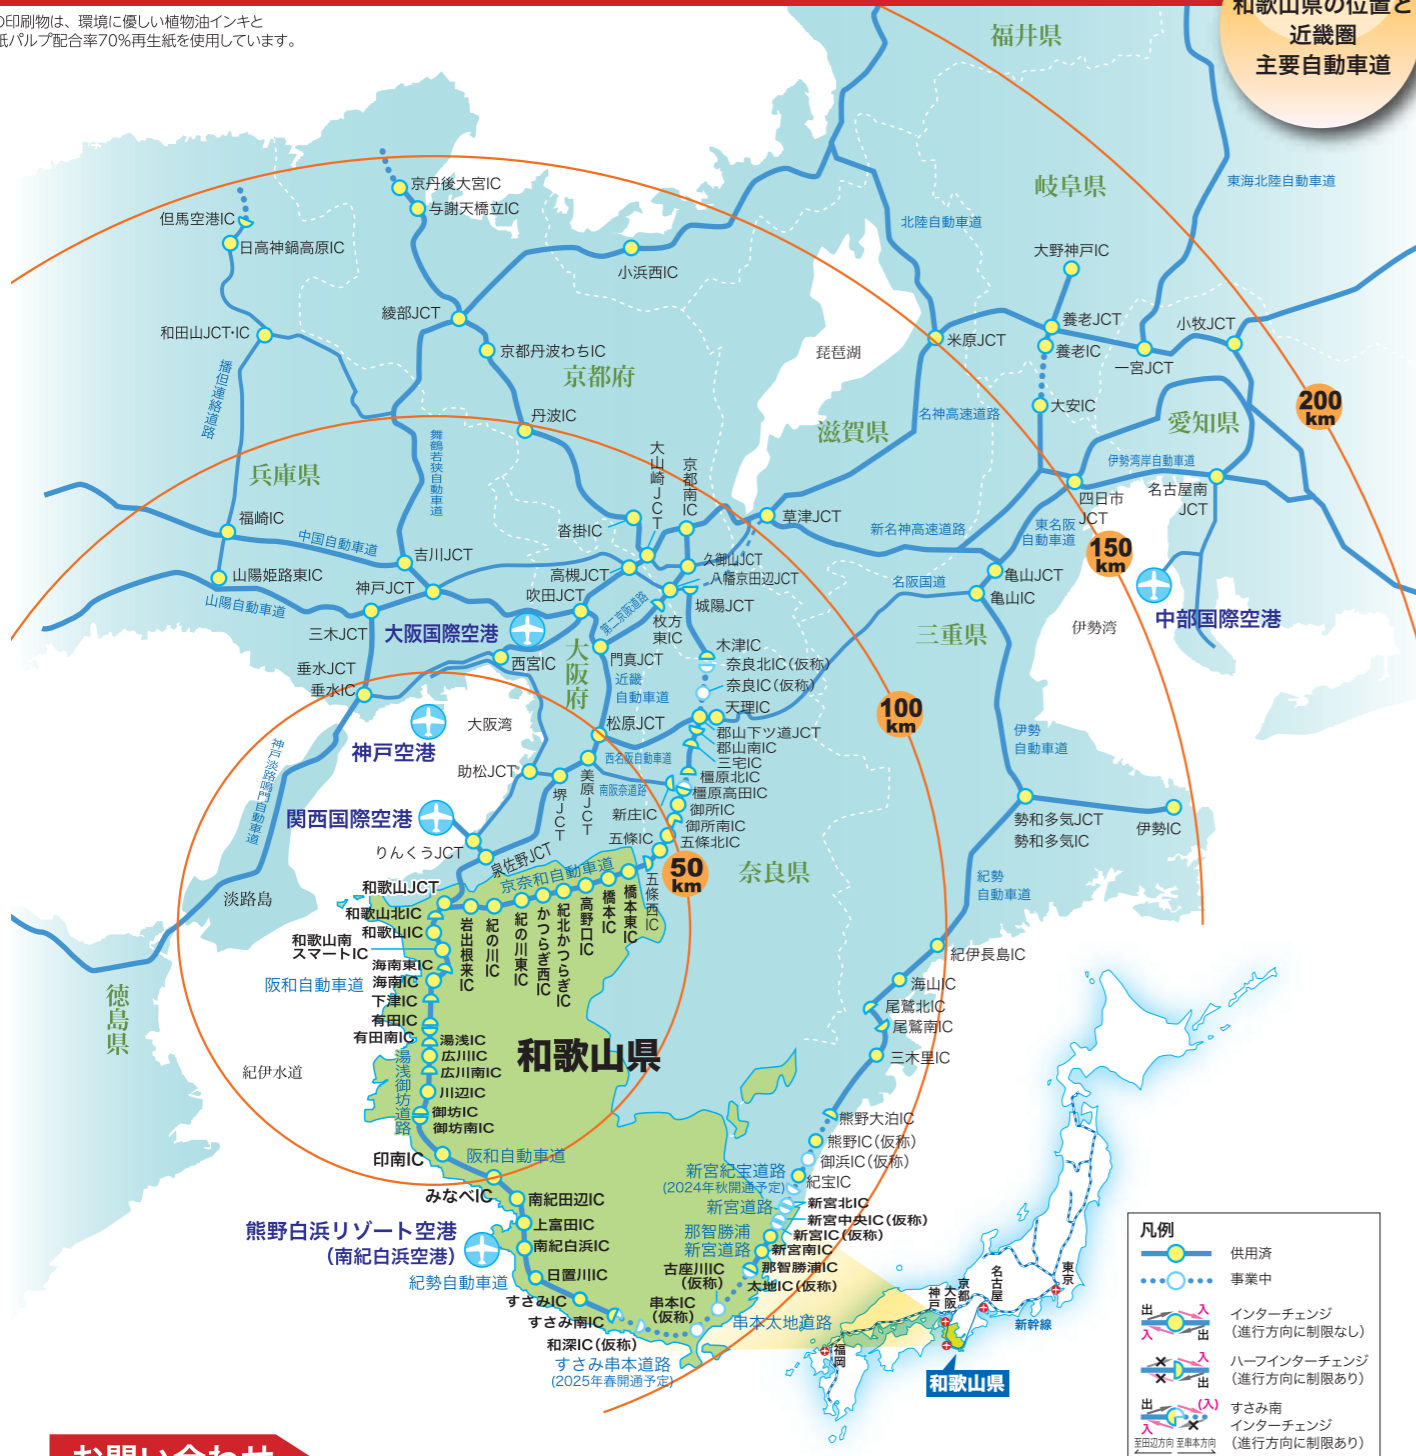 の印刷物は、環境に優しい植物油インキと
紙パルプ配合率70%再生紙を使用しています。
和歌山県の位置と
近畿圏
主要自動車道
福井県
岐阜県
東海北陸自動車道
北陸自動車道
大野神戸IC
京丹後大宮IC
与謝天橋立IC
但馬空港IC
日高神鍋高原IC
小浜西IC
綾部JCT
和田山JCT・IC
京都丹波わちIC
京都府
琵琶湖
米原JCT
養老JCT
養老IC
小牧JCT
一宮JCT
播但連絡道路
丹波IC
大安IC
名神高速道路
滋賀県
愛知県
200
km
舞鶴若狭自動車道
大山崎JCT
京都南IC
兵庫県
伊勢湾岸自動車道
四日市
JCT
名古屋南
JCT
福崎IC
中国自動車道
沓掛IC
草津JCT
新名神高速道路
東名阪
自動車道
150
km
吉川JCT
高槻JCT
久御山JCT
八幡京田辺JCT
名阪国道
亀山JCT
亀山IC
山陽姫路東IC
山陽自動車道
神戸JCT
吹田JCT
第二京阪道路
城陽JCT
枚方
東IC
三木JCT
大阪国際空港
中部国際空港
伊勢湾
三重県
西宮IC
大阪府
門真JCT
近畿
自動車道
木津IC
奈良北IC(仮称)
奈良IC(仮称)
天理IC
垂水JCT
垂水IC
大阪湾
松原JCT
郡山下ツ道JCT
郡山南IC
三宅IC
100
km
伊勢
自動車道
神戸空港
神戸淡路鳴門自動車道
助松JCT
西名阪自動車道
南阪奈道路
橿原北IC
橿原高田IC
堺JCT
美原JCT
新庄IC
御所IC
御所南IC
五條IC
五條北IC
関西国際空港
りんくうJCT
泉佐野JCT
勢和多気JCT
勢和多気IC
伊勢IC
50
km
奈良県
紀勢
自動車道
淡路島
京奈和自動車道
五條西IC
和歌山JCT
和歌山北IC
和歌山IC
和歌山南
スマートIC
岩出根来IC
紀の川IC
紀の川東IC
かつらぎ西IC
紀北かつらぎIC
高野口IC
橋本IC
橋本東IC
紀伊長島IC
海南東IC
阪和自動車道
海南IC
下津IC
海山IC
尾鷲北IC
尾鷲南IC
徳島県
有田IC
有田南IC
湯浅IC
広川IC
広川南IC
湯浅御坊道路
和歌山県
三木里IC
紀伊水道
川辺IC
御坊IC
御坊南IC
熊野大泊IC
熊野IC(仮称)
御浜IC(仮称)
紀宝IC
印南IC
阪和自動車道
新宮紀宝道路
(2024年秋開通予定)
みなべIC
南紀田辺IC
新宮道路
新宮北IC
新宮中央IC(仮称)
新宮IC(仮称)
上富田IC
那智勝浦
新宮道路
新宮南IC
熊野白浜リゾート空港
(南紀白浜空港)
南紀白浜IC
紀勢自動車道
日置川IC
古座川IC
(仮称)
那智勝浦IC
太地IC(仮称)
すさみIC
すさみ南IC
串本IC
(仮称)
串本太地道路
和深IC(仮称)
すさみ串本道路
(2025年春開通予定)
福岡
神戸
大阪
京都
名古屋
東京
新幹線
和歌山県
凡例
供用済
事業中
出
入
入
出
インターチェンジ
(進行方向に制限なし)
入
出
ハーフインターチェンジ
(進行方向に制限あり)
出
(入)
入
すさみ南
インターチェンジ
(進行方向に制限あり)
至田辺方向 至串本方向
お問い合わせ